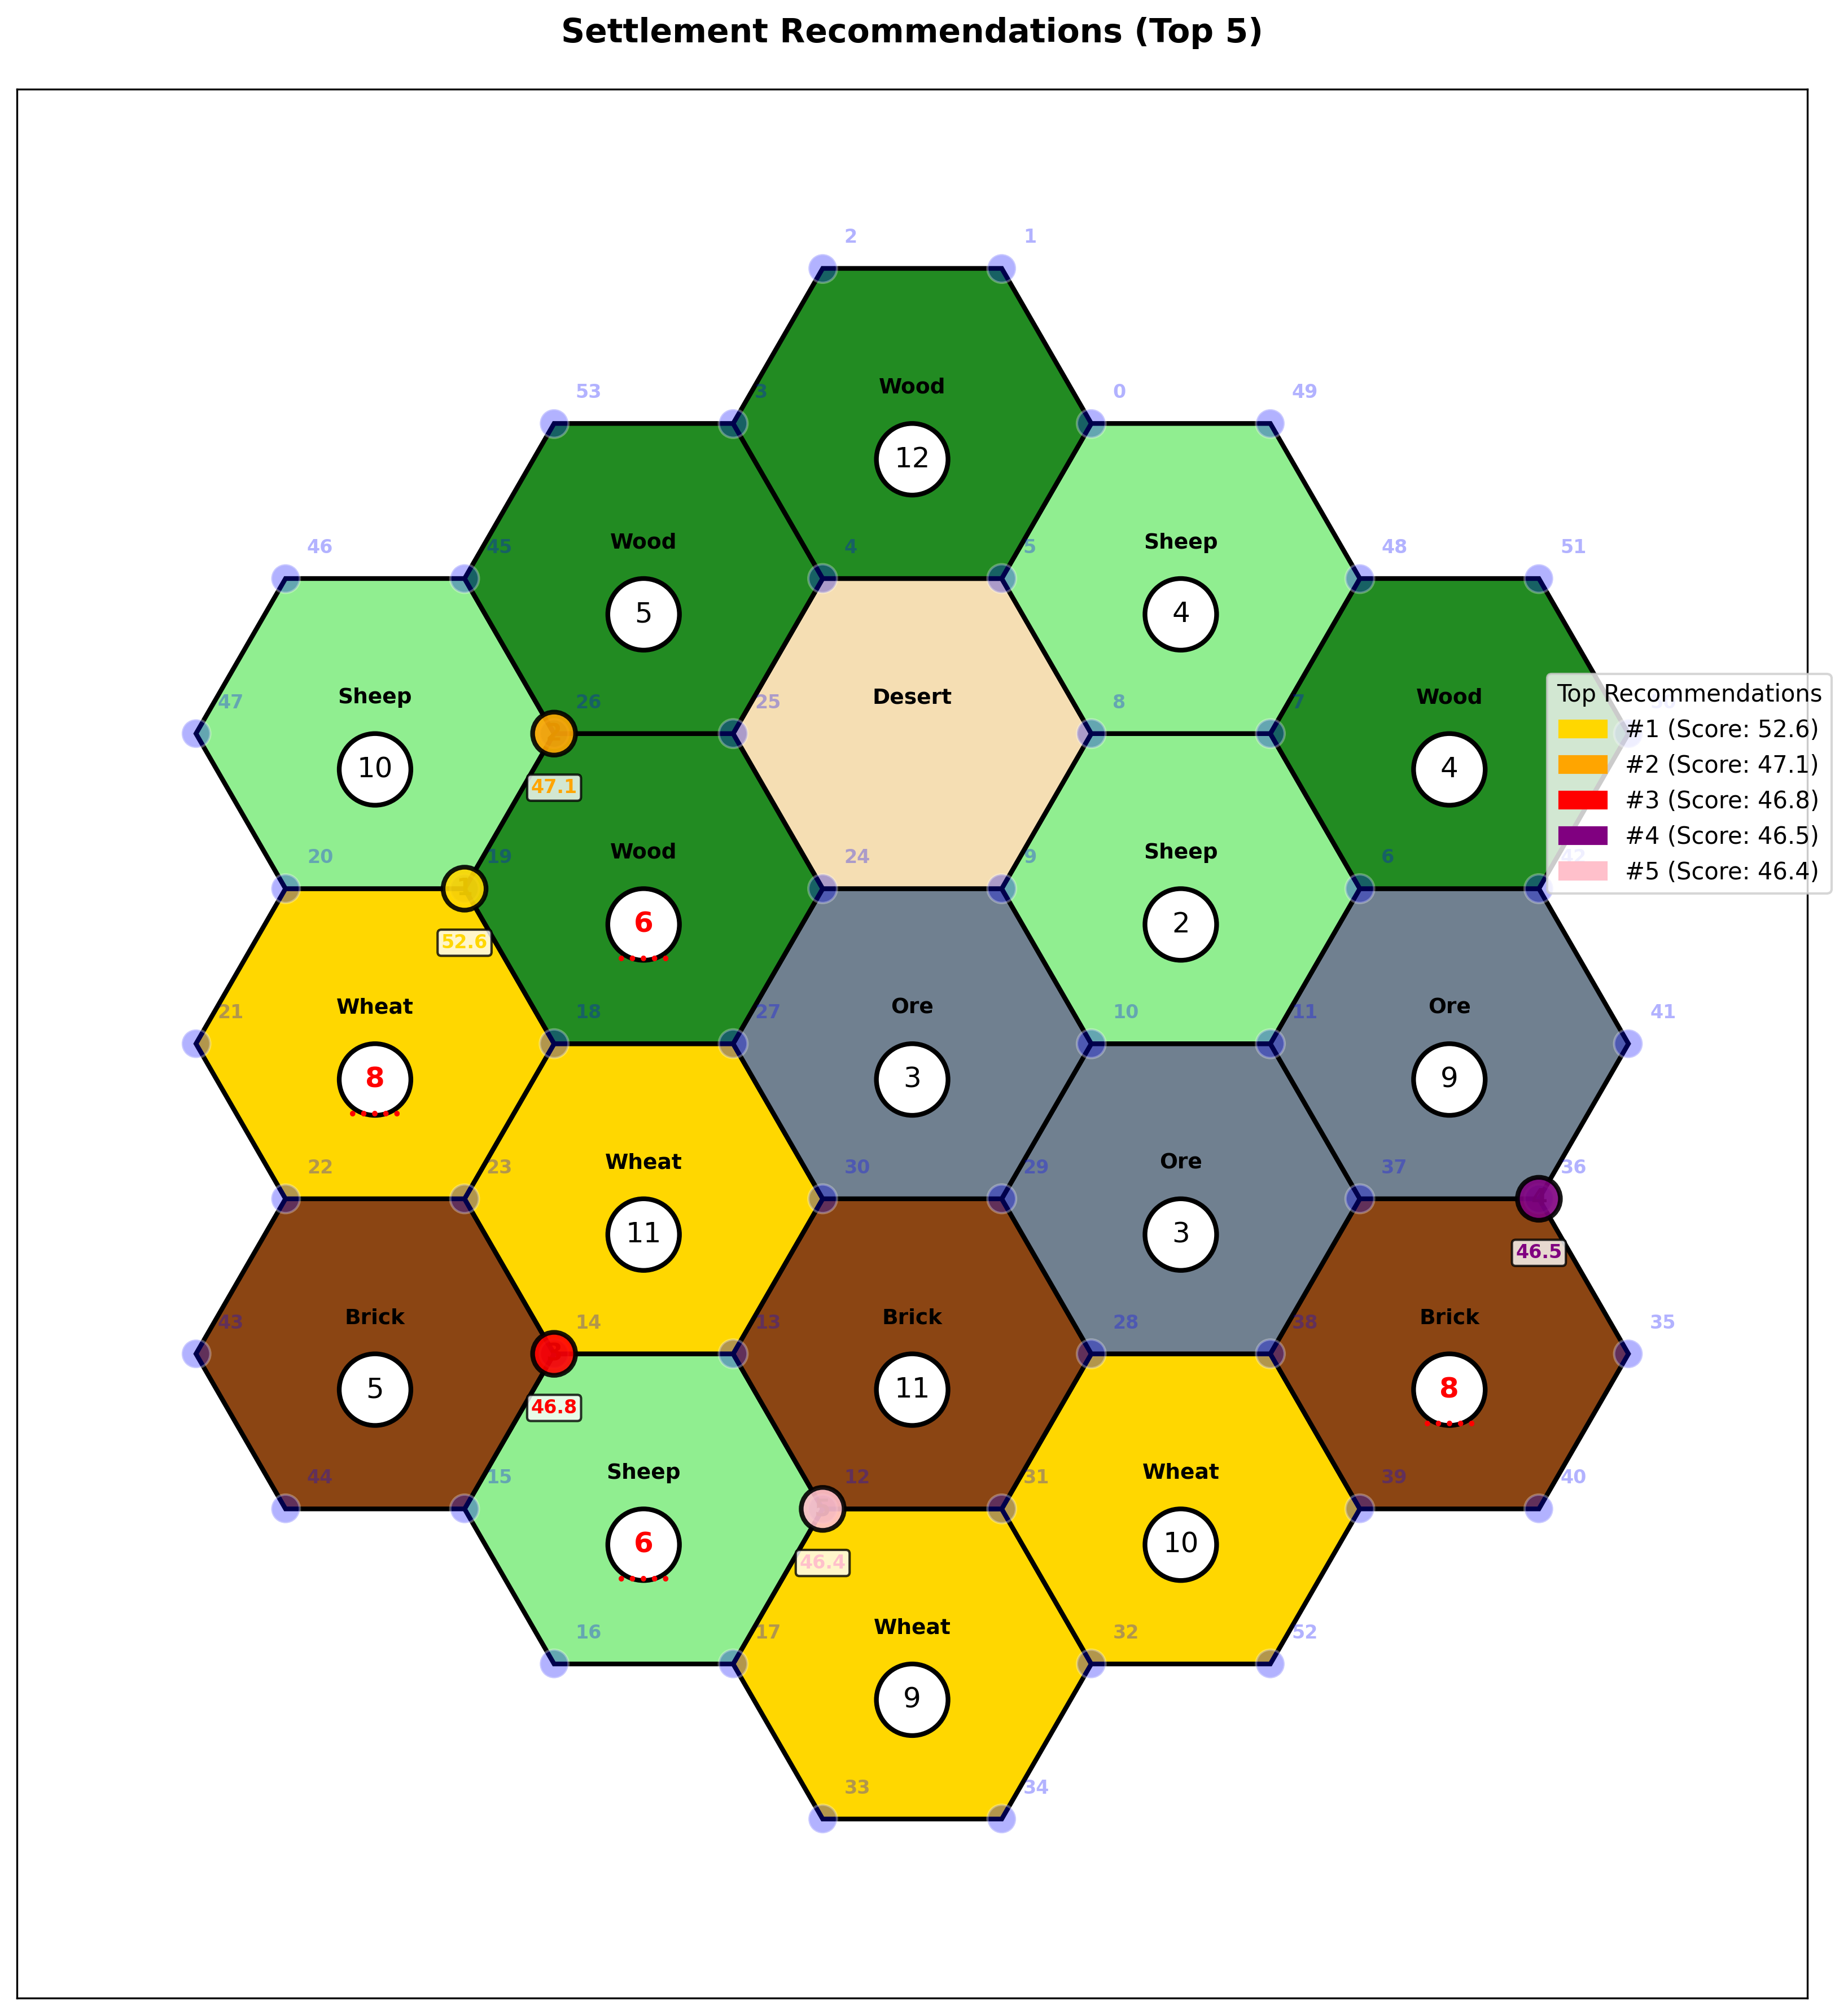 Settlement Recommendations (Top 5)
2 1
53 3 Wood 0 49
12
46 45 Wood 4 5 Sheep 48 51
5 4
47 Sheep 26 25 Desert 8 7 Wood
Top Recommendations
#1 (Score: 52.6)
#2 (Score: 47.1)
#3 (Score: 46.8)
#4 (Score: 46.5)
#5 (Score: 46.4)
10 47.1 4
20 19 Wood 24 9 Sheep 6 42
52.6 6 2
21 Wheat 18 27 Ore 10 11 Ore 41
8 3 9
22 23 Wheat 30 29 Ore 37 36
11 3 46.5
43 Brick 14 13 Brick 28 38 Brick 35
5 46.8 11 8
44 15 Sheep 12 31 Wheat 39 40
6 46.4 10
16 17 Wheat 32 52
9
33 34